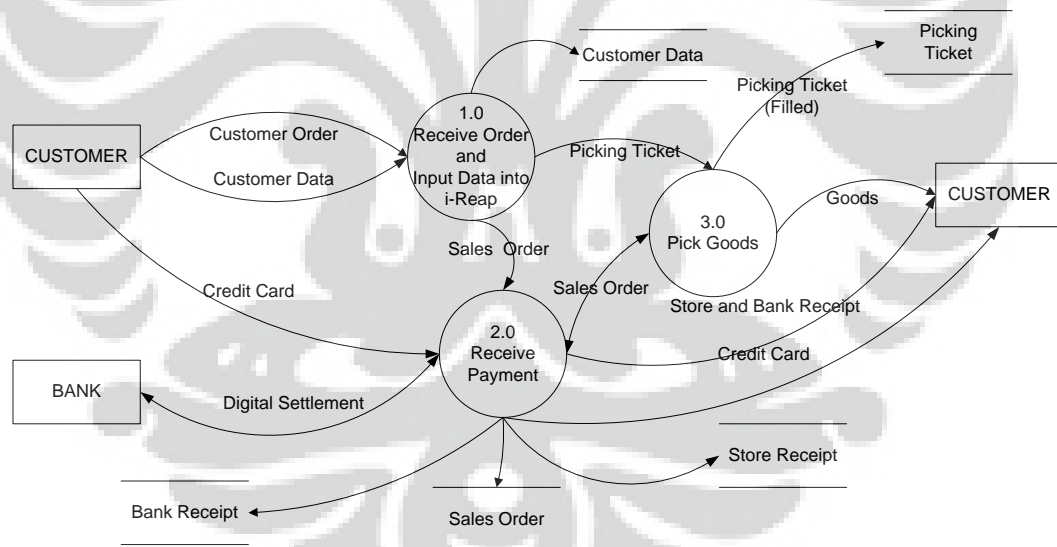 Picking
Ticket
Customer Data
Picking Ticket
(Filled)
1.0
Receive Order
and
Input Data into
i-Reap
Customer Order
CUSTOMER
Customer Data
Picking Ticket
CUSTOMER
Goods
3.0
Pick Goods
Sales Order
Credit Card
Sales Order
Store and Bank Receipt
2.0
Receive
Payment
Credit Card
BANK
Digital Settlement
Store Receipt
Bank Receipt
Sales Order